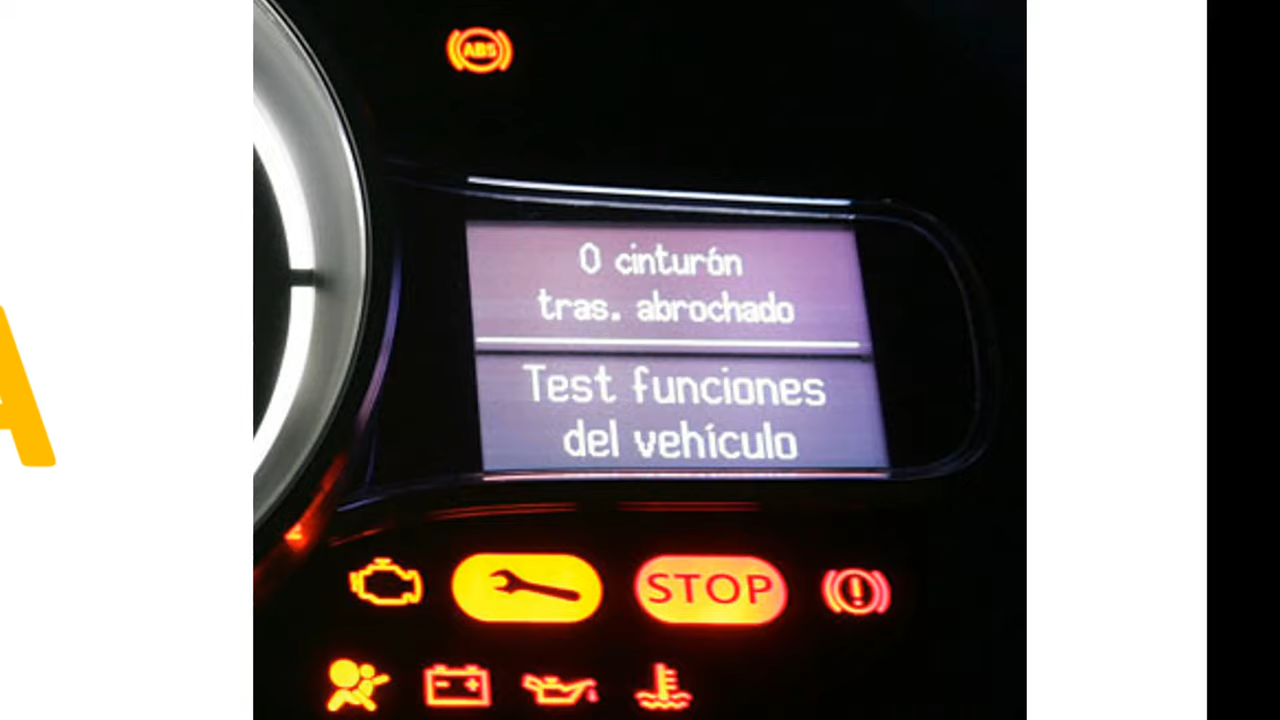 ABS
0 cinturón
tras. abrochado
Test funciones
del vehículo
STOP
A